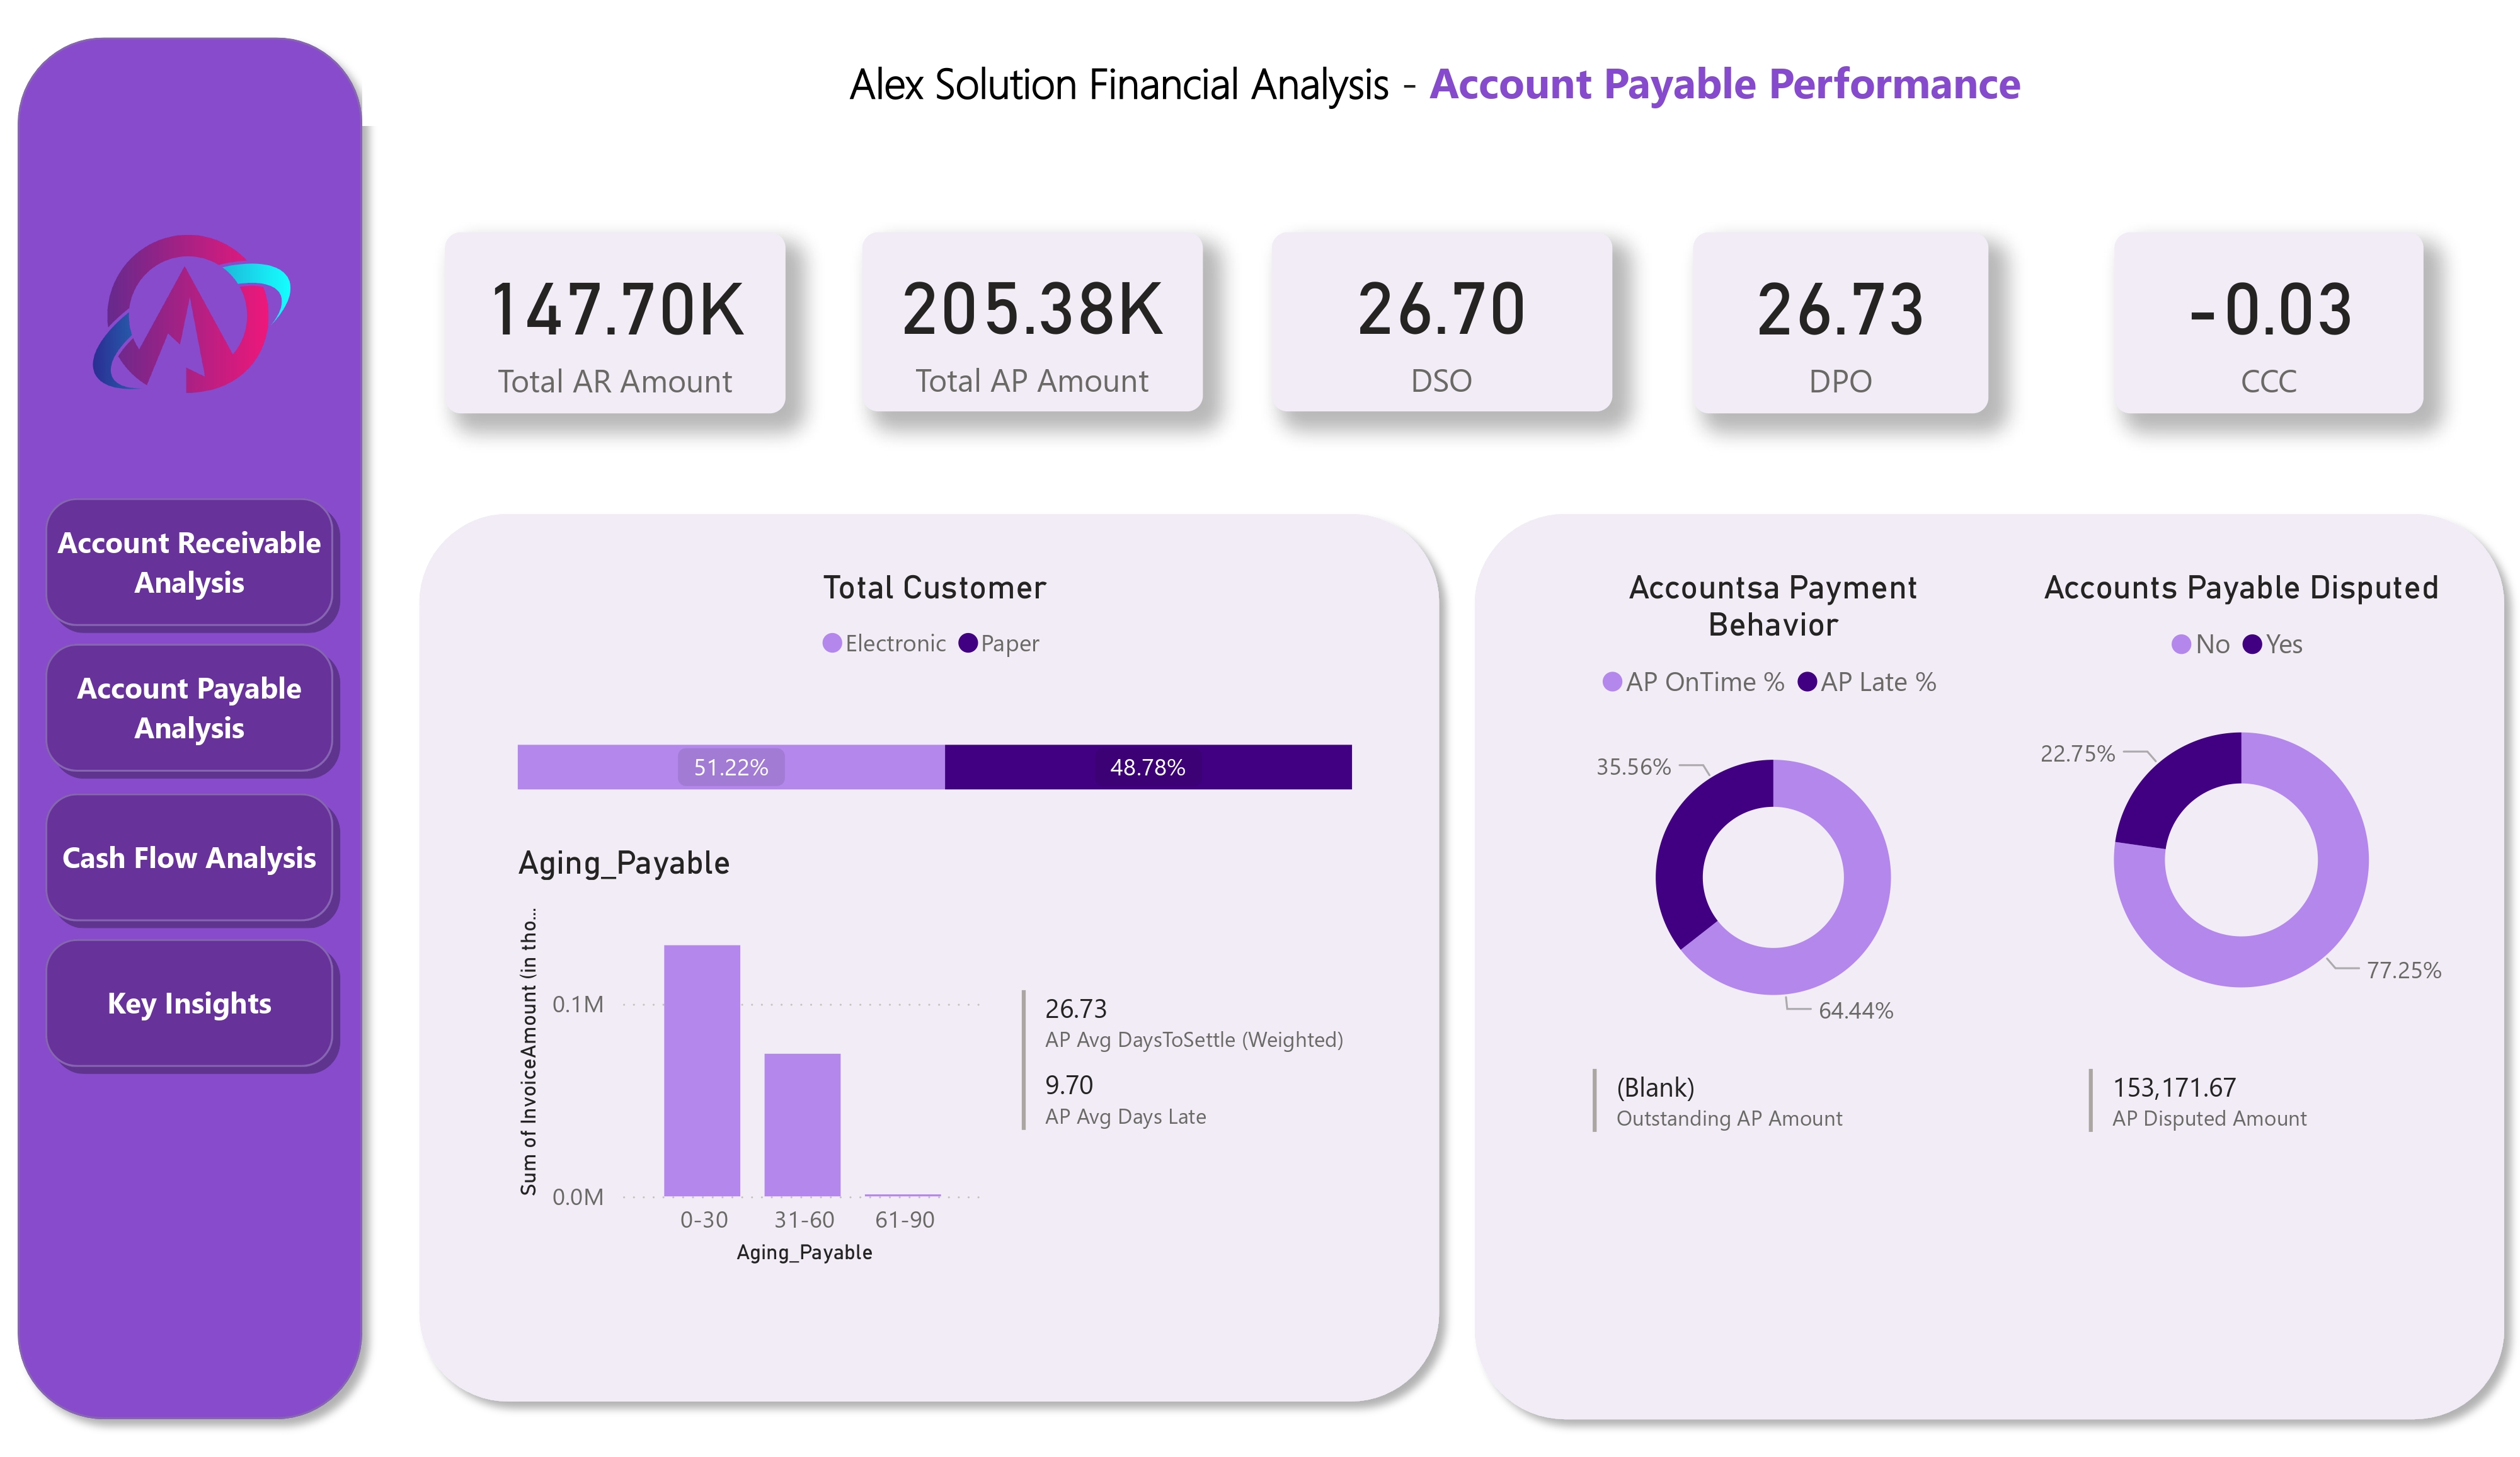 Alex Solution Financial Analysis - Account Payable Performance
147.70K
Total AR Amount
205.38K
Total AP Amount
26.70
DSO
26.73
DPO
-0.03
CCC
Account Receivable
Analysis
Account Payable
Analysis
Cash Flow Analysis
Key Insights
Total Customer
Electronic Paper
51.22% 48.78%
Aging_Payable
Sum of InvoiceAmount (in tho...
0.1M
0.0M
0-30 31-60 61-90
Aging_Payable
26.73
AP Avg DaysToSettle (Weighted)
9.70
AP Avg Days Late
Accountsa Payment
Behavior
AP OnTime % AP Late %
35.56%
64.44%
(Blank)
Outstanding AP Amount
Accounts Payable Disputed
No Yes
22.75%
77.25%
153,171.67
AP Disputed Amount